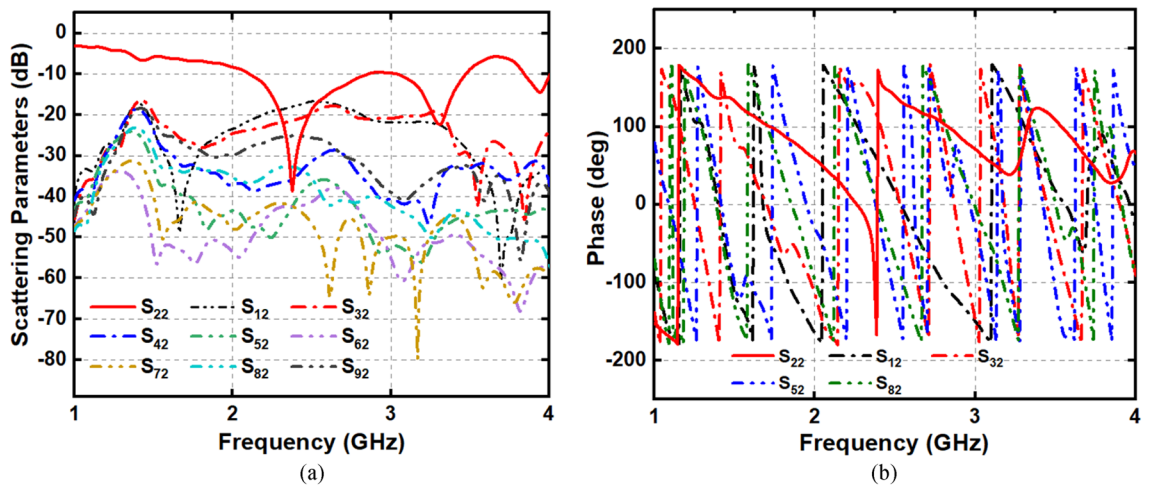 0
-10
-20
-30
-40
-50
-60
-70
-80
Scattering Parameters (dB)
S22 S12 S32
S42 S52 S62
S72 S82 S92
1 2 3 4
Frequency (GHz)
(a)
200
100
0
-100
-200
Phase (deg)
S22 S12 S32
S52 S82
1 2 3 4
Frequency (GHz)
(b)